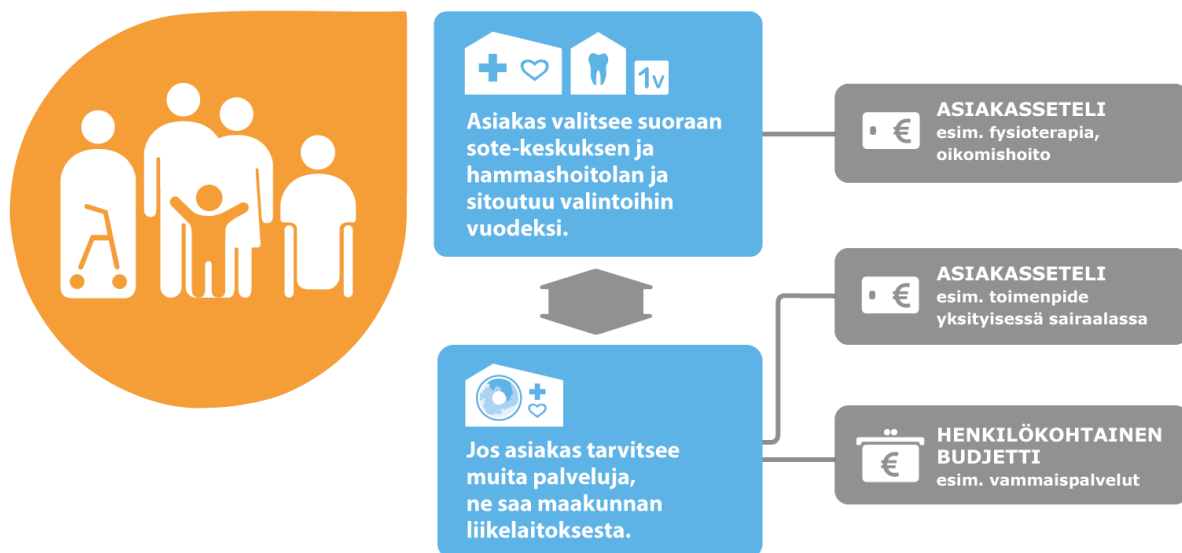 1v
Asiakas valitsee suoraan
sote-keskuksen ja
hammashoitolan ja
sitoutuu valintoihin
vuodeksi.
€
ASIAKASSETELI
esim. fysioterapia,
oikomishoito
€
ASIAKASSETELI
esim. toimenpide
yksityisessä sairaalassa
Jos asiakas tarvitsee
muita palveluja,
ne saa maakunnan
liikelaitoksesta.
€
HENKILÖKOHTAINEN
BUDJETTI
esim. vammaispalvelut